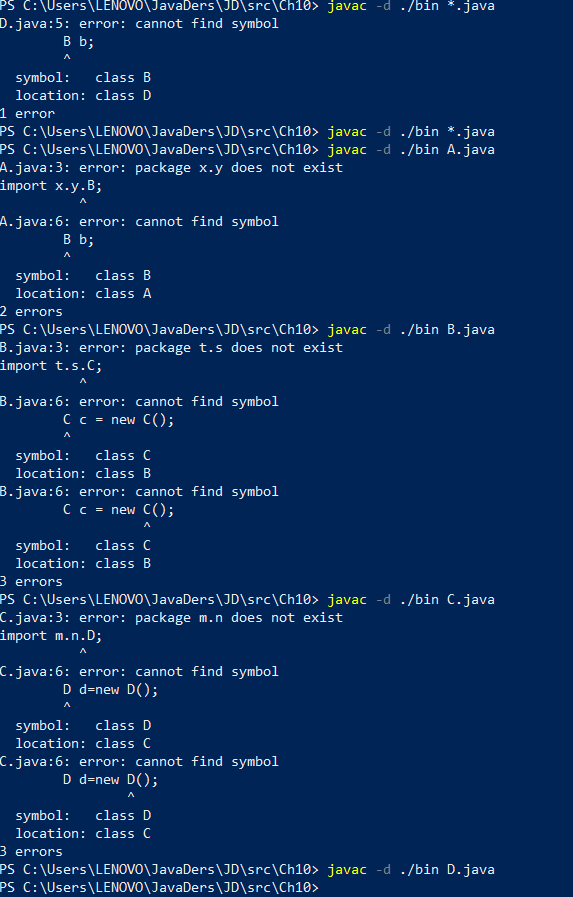 PS C:\Users\LENOVO\JavaDers\JD\src\Ch10> javac -d ./bin *.java
D.java:5: error: cannot find symbol
        B b;
        ^
  symbol:   class B
  location: class D
1 error
PS C:\Users\LENOVO\JavaDers\JD\src\Ch10> javac -d ./bin *.java
PS C:\Users\LENOVO\JavaDers\JD\src\Ch10> javac -d ./bin A.java
A.java:3: error: package x.y does not exist
import x.y.B;
          ^
A.java:6: error: cannot find symbol
        B b;
        ^
  symbol:   class B
  location: class A
2 errors
PS C:\Users\LENOVO\JavaDers\JD\src\Ch10> javac -d ./bin B.java
B.java:3: error: package t.s does not exist
import t.s.C;
          ^
B.java:6: error: cannot find symbol
        C c = new C();
        ^
  symbol:   class C
  location: class B
B.java:6: error: cannot find symbol
        C c = new C();
                  ^
  symbol:   class C
  location: class B
3 errors
PS C:\Users\LENOVO\JavaDers\JD\src\Ch10> javac -d ./bin C.java
C.java:3: error: package m.n does not exist
import m.n.D;
          ^
C.java:6: error: cannot find symbol
        D d=new D();
        ^
  symbol:   class D
  location: class C
C.java:6: error: cannot find symbol
        D d=new D();
                ^
  symbol:   class D
  location: class C
3 errors
PS C:\Users\LENOVO\JavaDers\JD\src\Ch10> javac -d ./bin D.java
PS C:\Users\LENOVO\JavaDers\JD\src\Ch10>